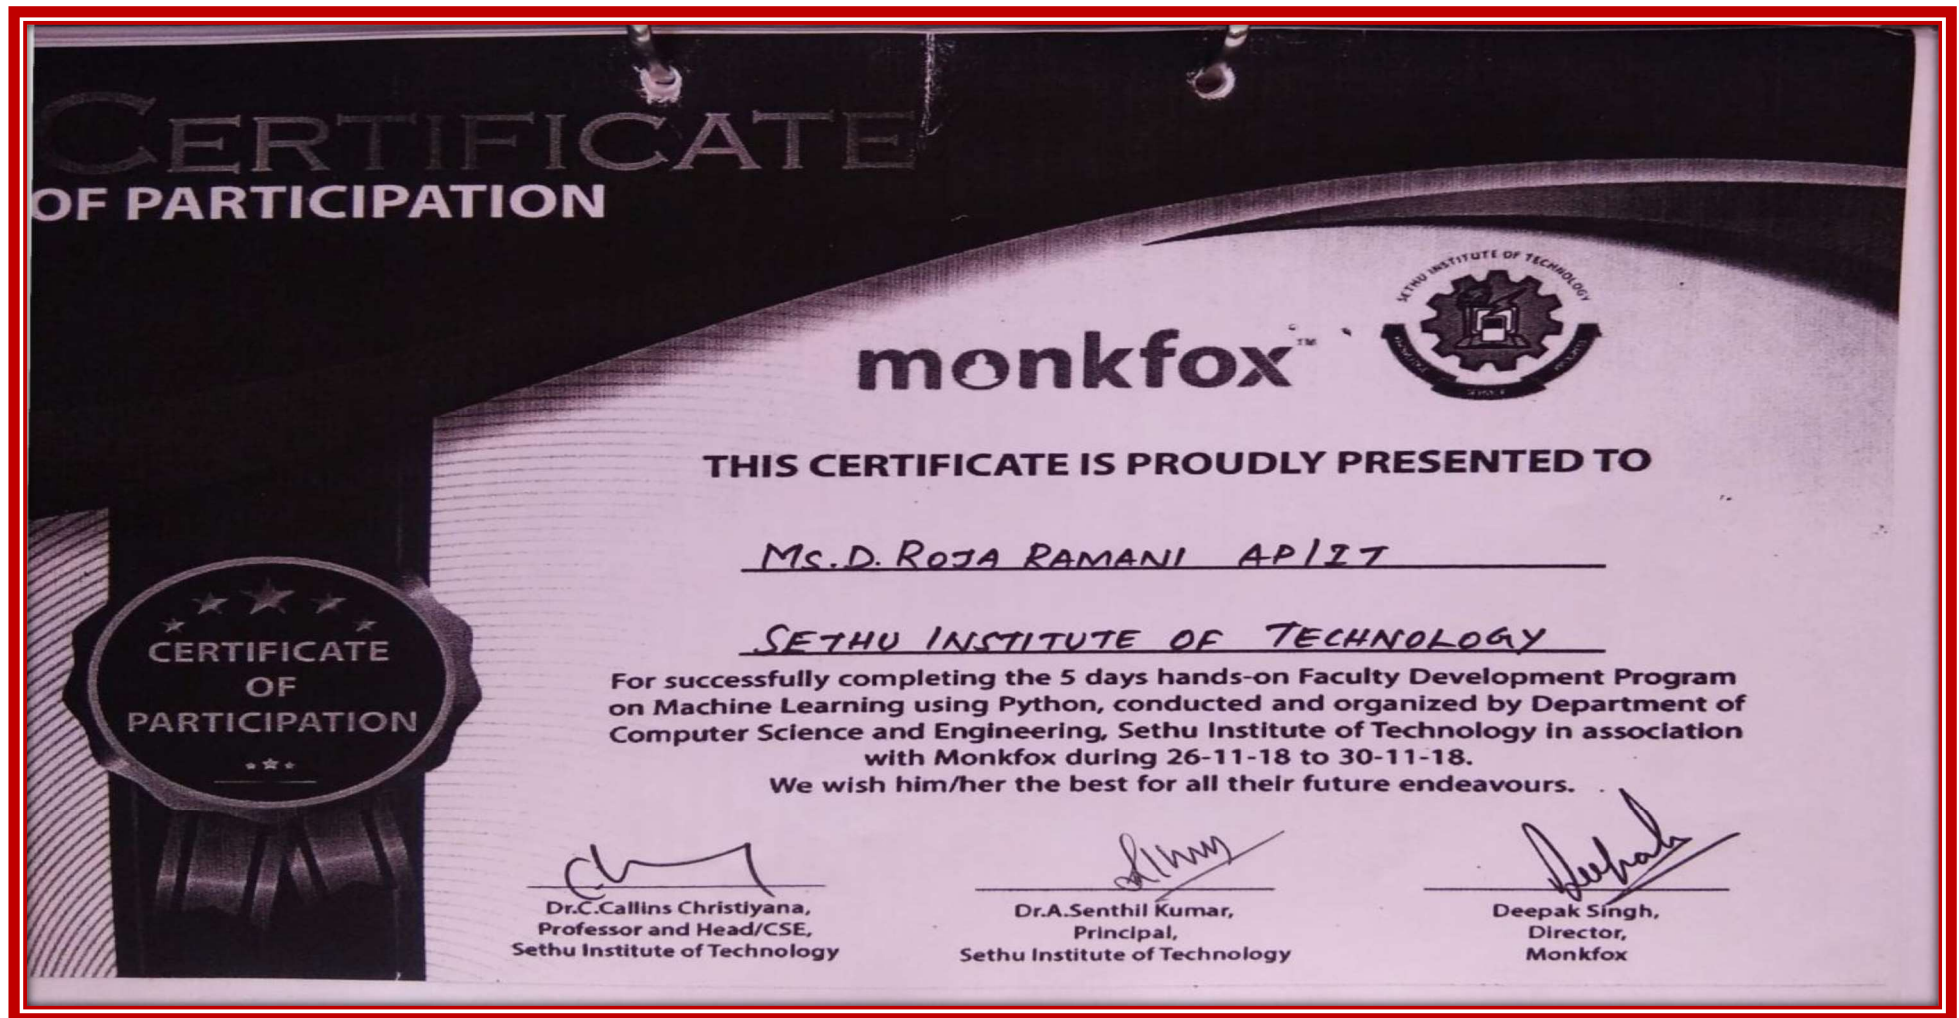 CERTIFICATE
OF PARTICIPATION
SETHU INSTITUTE OF TECHNOLOGY
monkfox™
THIS CERTIFICATE IS PROUDLY PRESENTED TO
MS. D. ROJA RAMANI AP/IT
SETHU INSTITUTE OF TECHNOLOGY
For successfully completing the 5 days hands-on Faculty Development Program
on Machine Learning using Python, conducted and organized by Department of
Computer Science and Engineering, Sethu Institute of Technology in association
with Monkfox during 26-11-18 to 30-11-18.
We wish him/her the best for all their future endeavours.
CERTIFICATE
OF
PARTICIPATION
Deepak
Dr.C.Callins Christiyana,
Professor and Head/CSE,
Sethu Institute of Technology
Dr.A.Senthil Kumar,
Principal,
Sethu Institute of Technology
Deepak Singh,
Director,
Monkfox